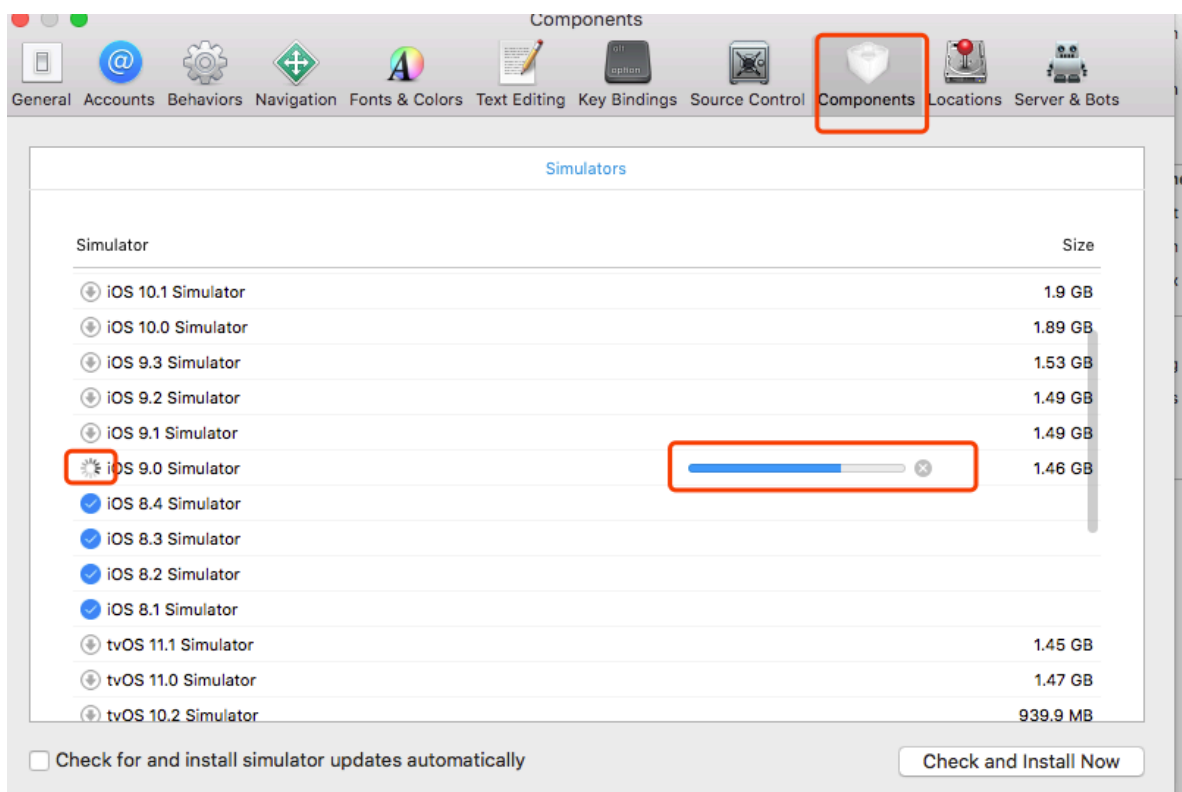 Components
alt
option
General Accounts Behaviors Navigation Fonts & Colors Text Editing Key Bindings Source Control Components Locations Server & Bots
Simulators
Simulator Size
iOS 10.1 Simulator 1.9 GB
iOS 10.0 Simulator 1.89 GB
iOS 9.3 Simulator 1.53 GB
iOS 9.2 Simulator 1.49 GB
iOS 9.1 Simulator 1.49 GB
iOS 9.0 Simulator 1.46 GB
iOS 8.4 Simulator
iOS 8.3 Simulator
iOS 8.2 Simulator
iOS 8.1 Simulator
tvOS 11.1 Simulator 1.45 GB
tvOS 11.0 Simulator 1.47 GB
tvOS 10.2 Simulator 939.9 MB
Check for and install simulator updates automatically Check and Install Now